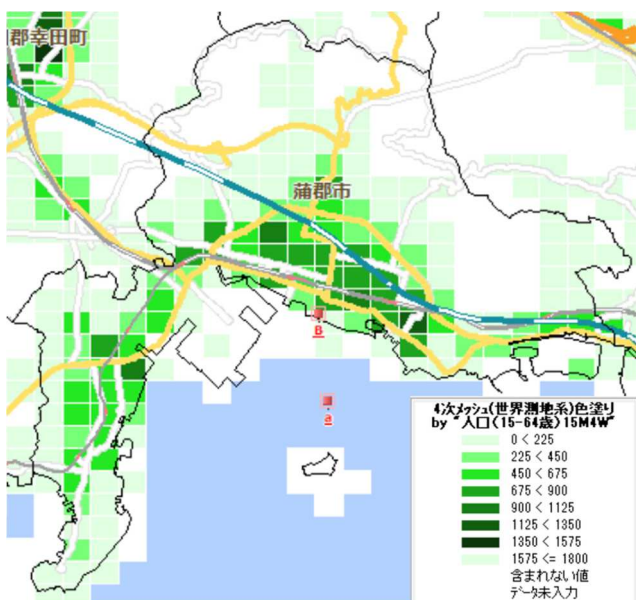 郡幸田町
蒲郡市
B
a
4次メッシュ(世界測地系)色塗り
by "人口(15-64歳)15M4W"
0 < 225
225 < 450
450 < 675
675 < 900
900 < 1125
1125 < 1350
1350 < 1575
1575 <= 1800
含まれない値
データ未入力